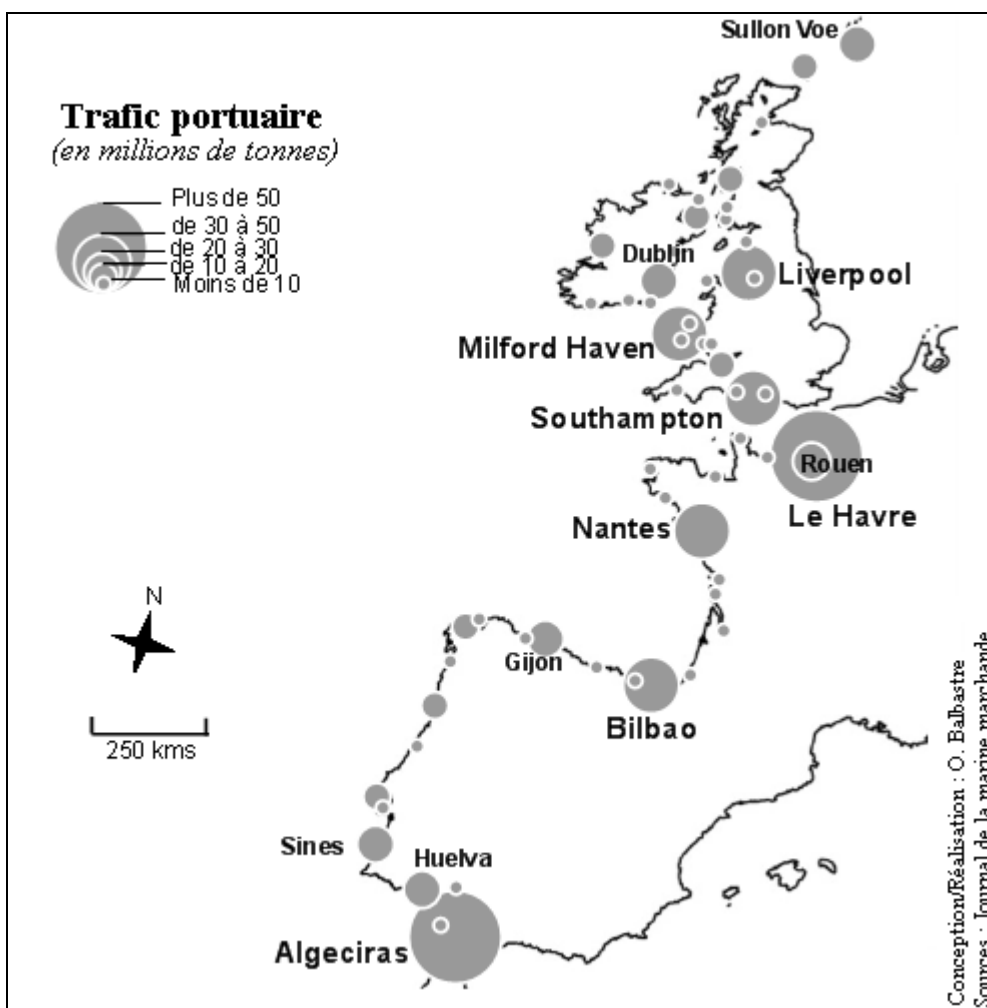 Sullon Voe
Trafic portuaire
(en millions de tonnes)
Plus de 50
de 30 à 50
de 20 à 30
de 10 à 20
Moins de 10
Dublin
Liverpool
Milford Haven
Southampton
Rouen
Le Havre
Nantes
N
250 kms
Gijon
Bilbao
Sines
Huelva
Algeciras
Conception/Réalisation : O. Balbastre
Sources : Journal de la marine marchande